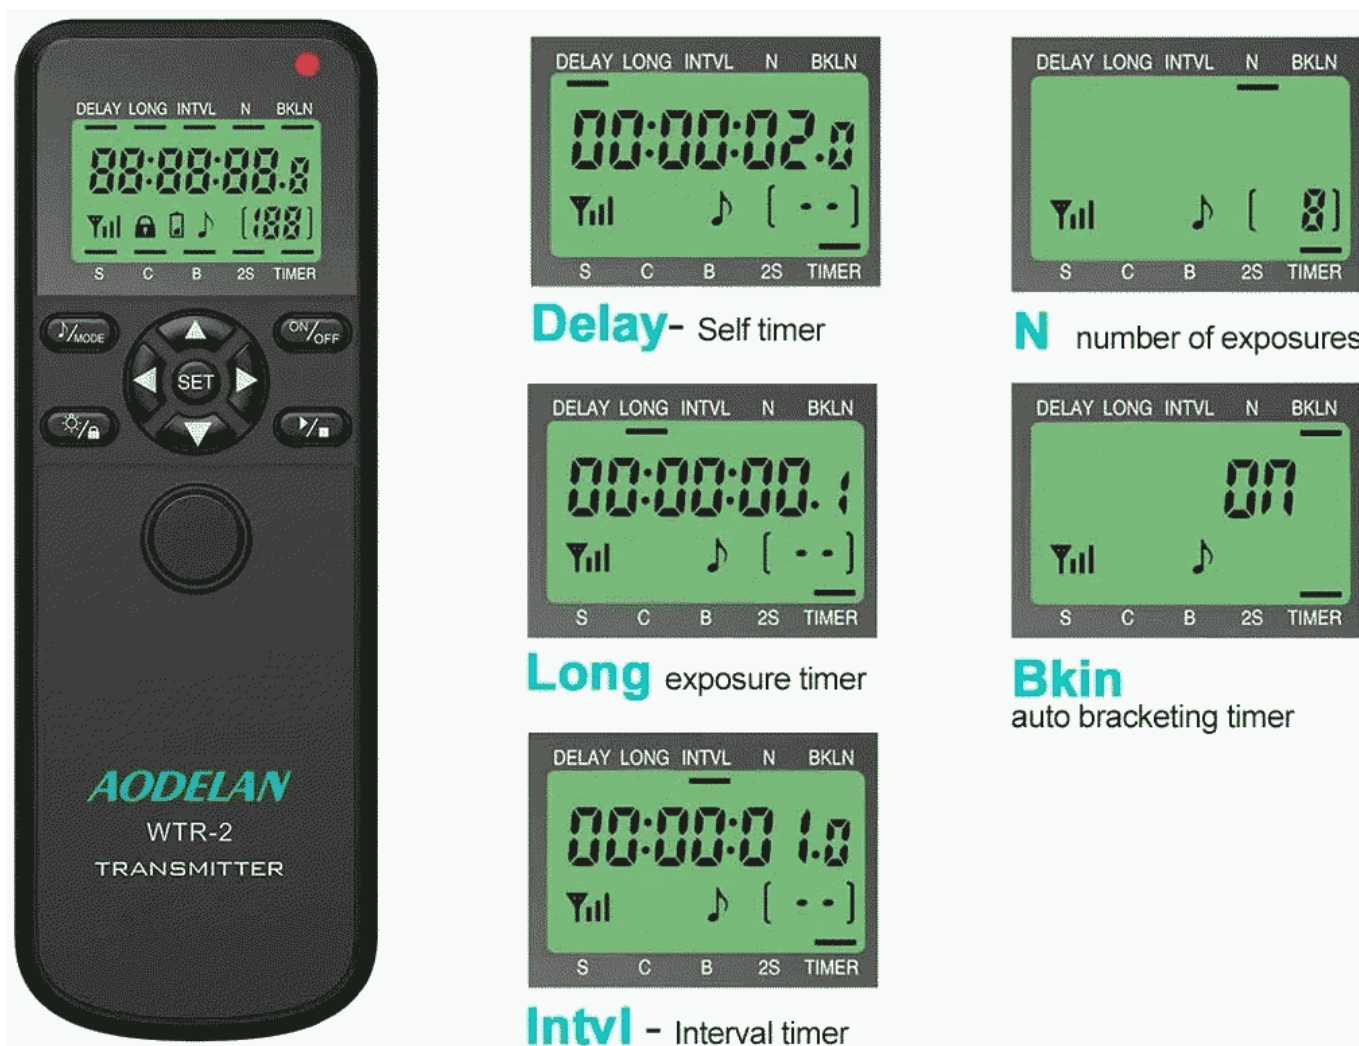 DELAY LONG INTVL N BKLN
88:88:88.8
[188]
S C B 2S TIMER
♪/MODE
ON/OFF
SET
AODELAN
WTR-2
TRANSMITTER
DELAY LONG INTVL N BKLN
00:00:02.0
[ --]
S C B 2S TIMER
Delay- Self timer
DELAY LONG INTVL N BKLN
00:00:00.1
[ --]
S C B 2S TIMER
Long exposure timer
DELAY LONG INTVL N BKLN
00:00:01.0
[ --]
S C B 2S TIMER
Intvl - Interval timer
DELAY LONG INTVL N BKLN
[ 8]
S C B 2S TIMER
N number of exposures
DELAY LONG INTVL N BKLN
on
S C B 2S TIMER
Bkin
auto bracketing timer